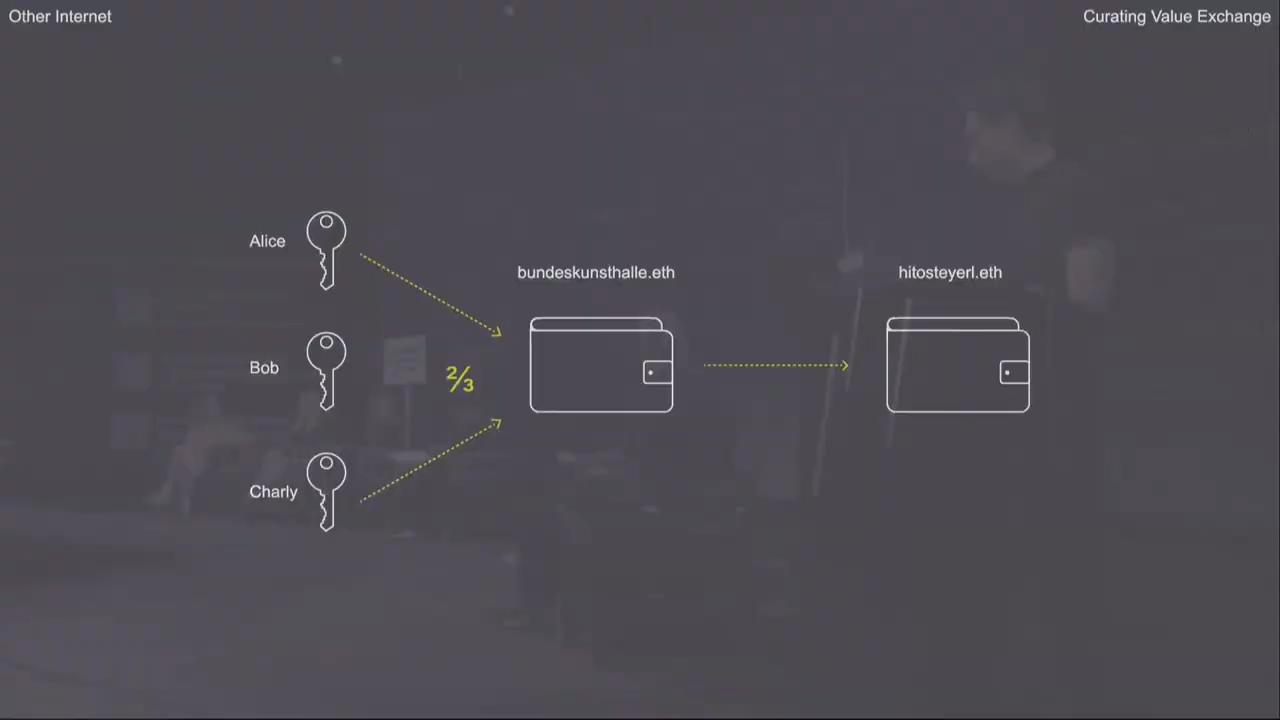 Other Internet
Curating Value Exchange
Alice
bundeskunsthalle.eth
hitosteyerl.eth
Bob
⅔
Charly